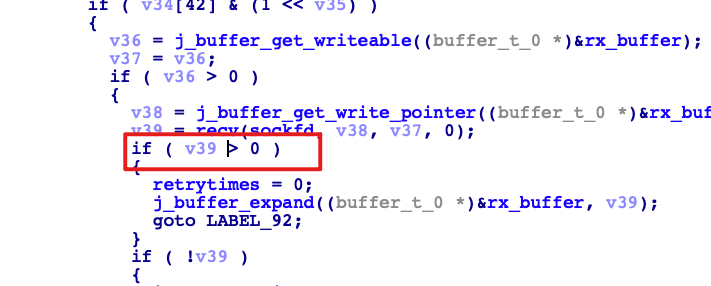 if ( v34[42] & (1 << v35) )
{
v36 = j_buffer_get_writeable((buffer_t_0 *)&rx_buffer);
v37 = v36;
if ( v36 > 0 )
{
v38 = j_buffer_get_write_pointer((buffer_t_0 *)&rx_bu
v39 = recv(sockfd, v38, v37, 0);
if ( v39 > 0 )
{
retrytimes = 0;
j_buffer_expand((buffer_t_0 *)&rx_buffer, v39);
goto LABEL_92;
}
if ( !v39 )
{